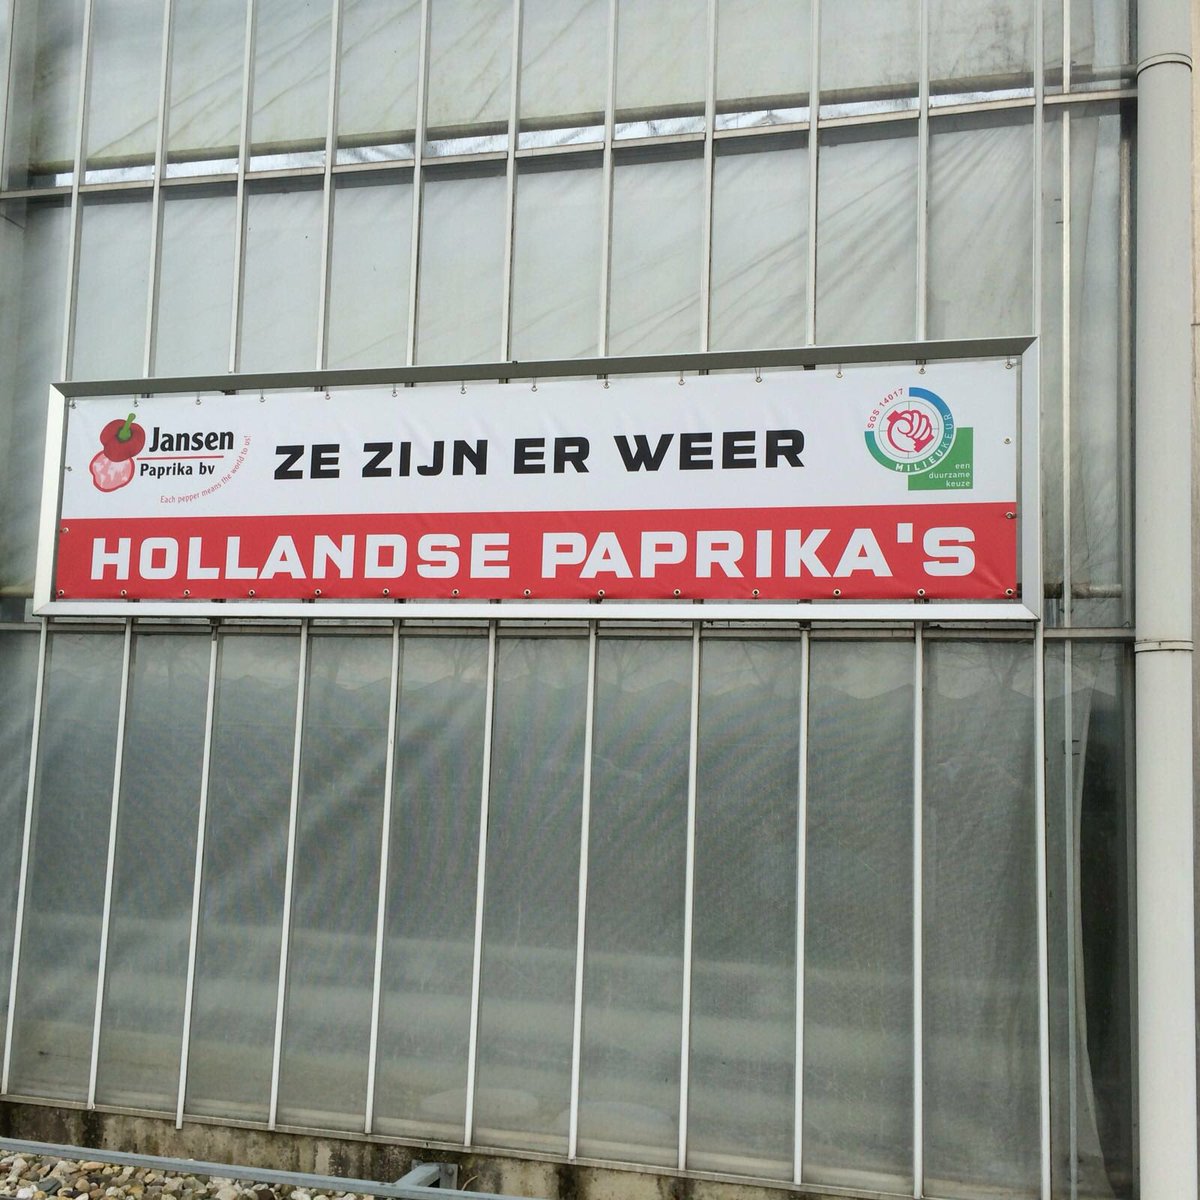 Jansen
Paprika bv
Each pepper means the world to us!
ZE ZIJN ER WEER
SGS 14017
MILIEUKEUR
een
duurzame
keuze
HOLLANDSE PAPRIKA'S